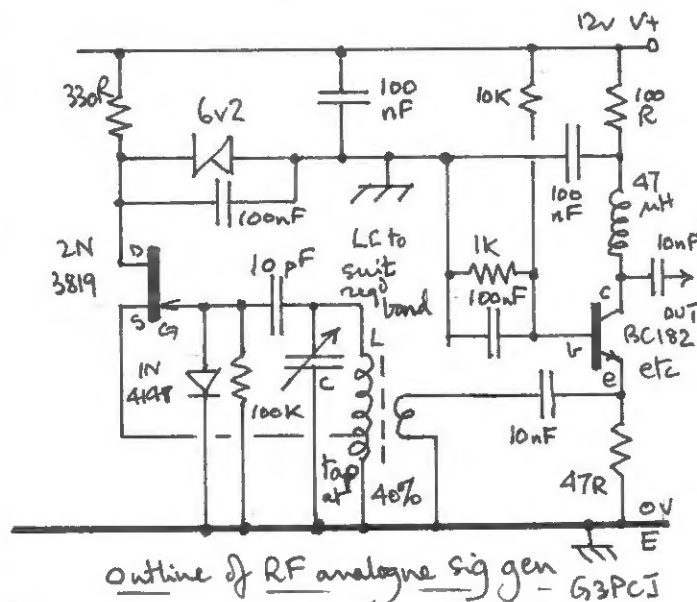 12v V+
330R
6v2
100
nF
10K
100
R
100nF
100
nF
47
µH
2N
3819
D
S
G
10pF
LC to
suit
reqd
band
1K
100nF
10nF
OUT
C
b
e
BC182
etc
1N
4148
100K
C
L
tap
at
40%
10nF
47R
0V
E
Outline of RF analogue sig gen
G3PCJ